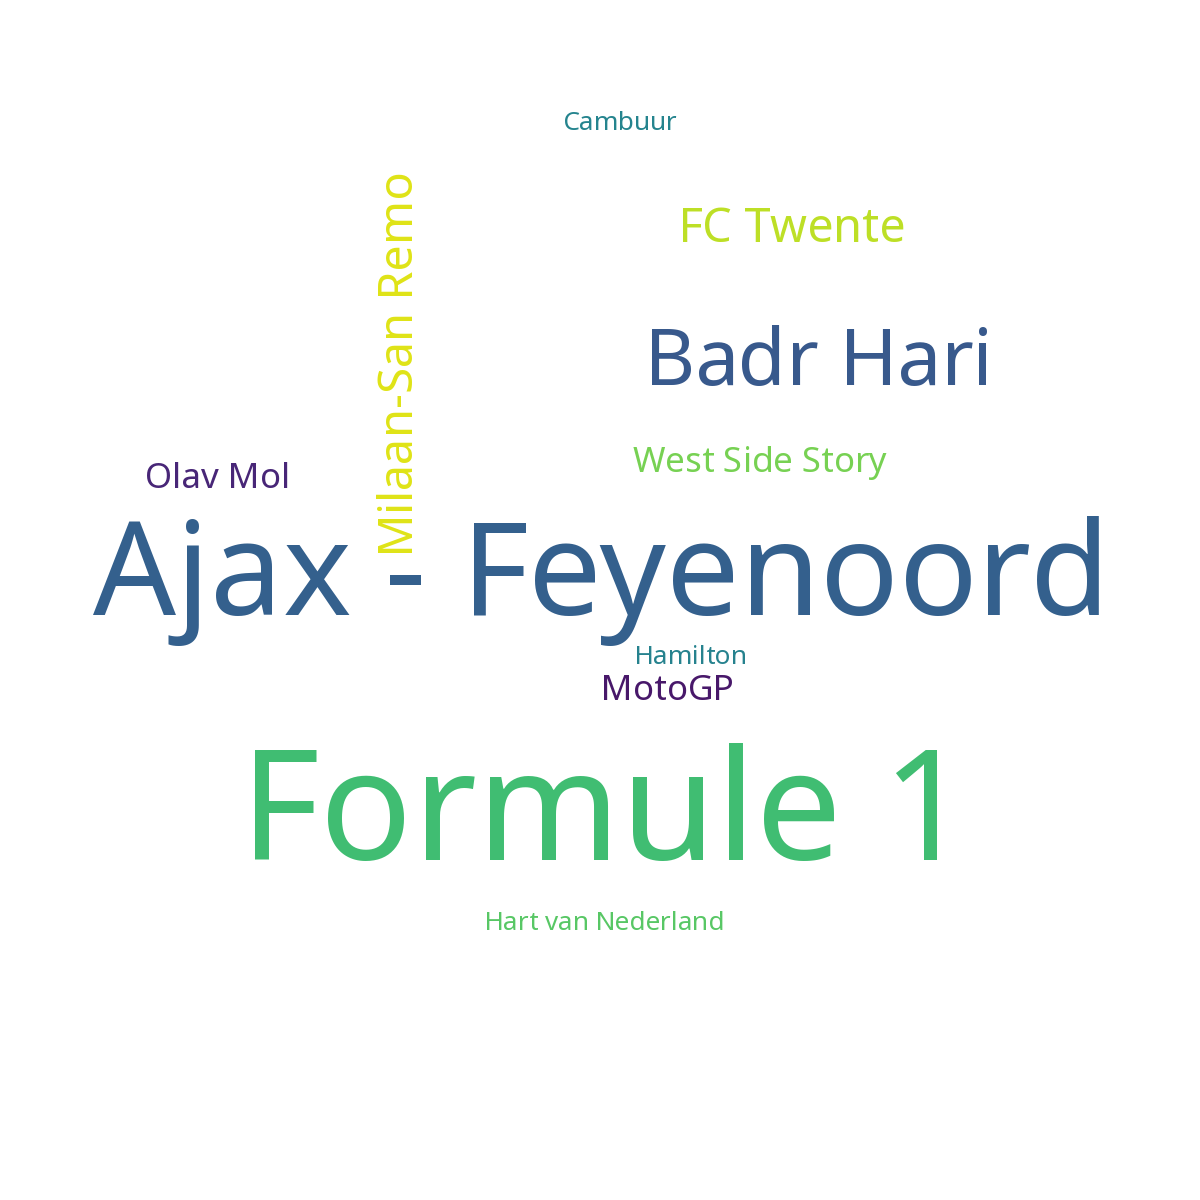 Cambuur
FC Twente
Milaan-San Remo
Badr Hari
West Side Story
Olav Mol
Ajax - Feyenoord
Hamilton
MotoGP
Formule 1
Hart van Nederland